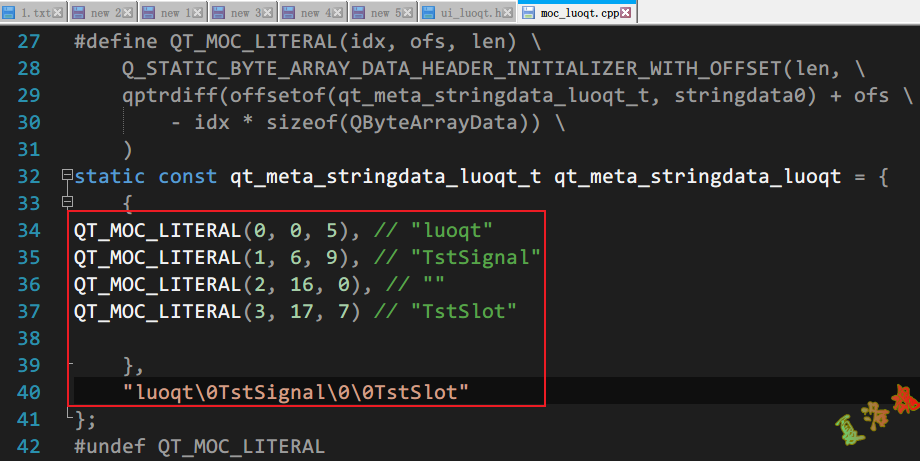 1.txt new 2 new 1 new 3 new 4 new 5 ui_luoqt.h moc_luoqt.cpp
27 #define QT_MOC_LITERAL(idx, ofs, len) \
28 Q_STATIC_BYTE_ARRAY_DATA_HEADER_INITIALIZER_WITH_OFFSET(len, \
29 qptrdiff(offsetof(qt_meta_stringdata_luoqt_t, stringdata0) + ofs \
30 - idx * sizeof(QByteArrayData)) \
31 )
32 static const qt_meta_stringdata_luoqt_t qt_meta_stringdata_luoqt = {
33 {
34 QT_MOC_LITERAL(0, 0, 5), // "luoqt"
35 QT_MOC_LITERAL(1, 6, 9), // "TstSignal"
36 QT_MOC_LITERAL(2, 16, 0), // ""
37 QT_MOC_LITERAL(3, 17, 7) // "TstSlot"
38
39 },
40 "luoqt\0TstSignal\0\0TstSlot"
41 };
42 #undef QT_MOC_LITERAL